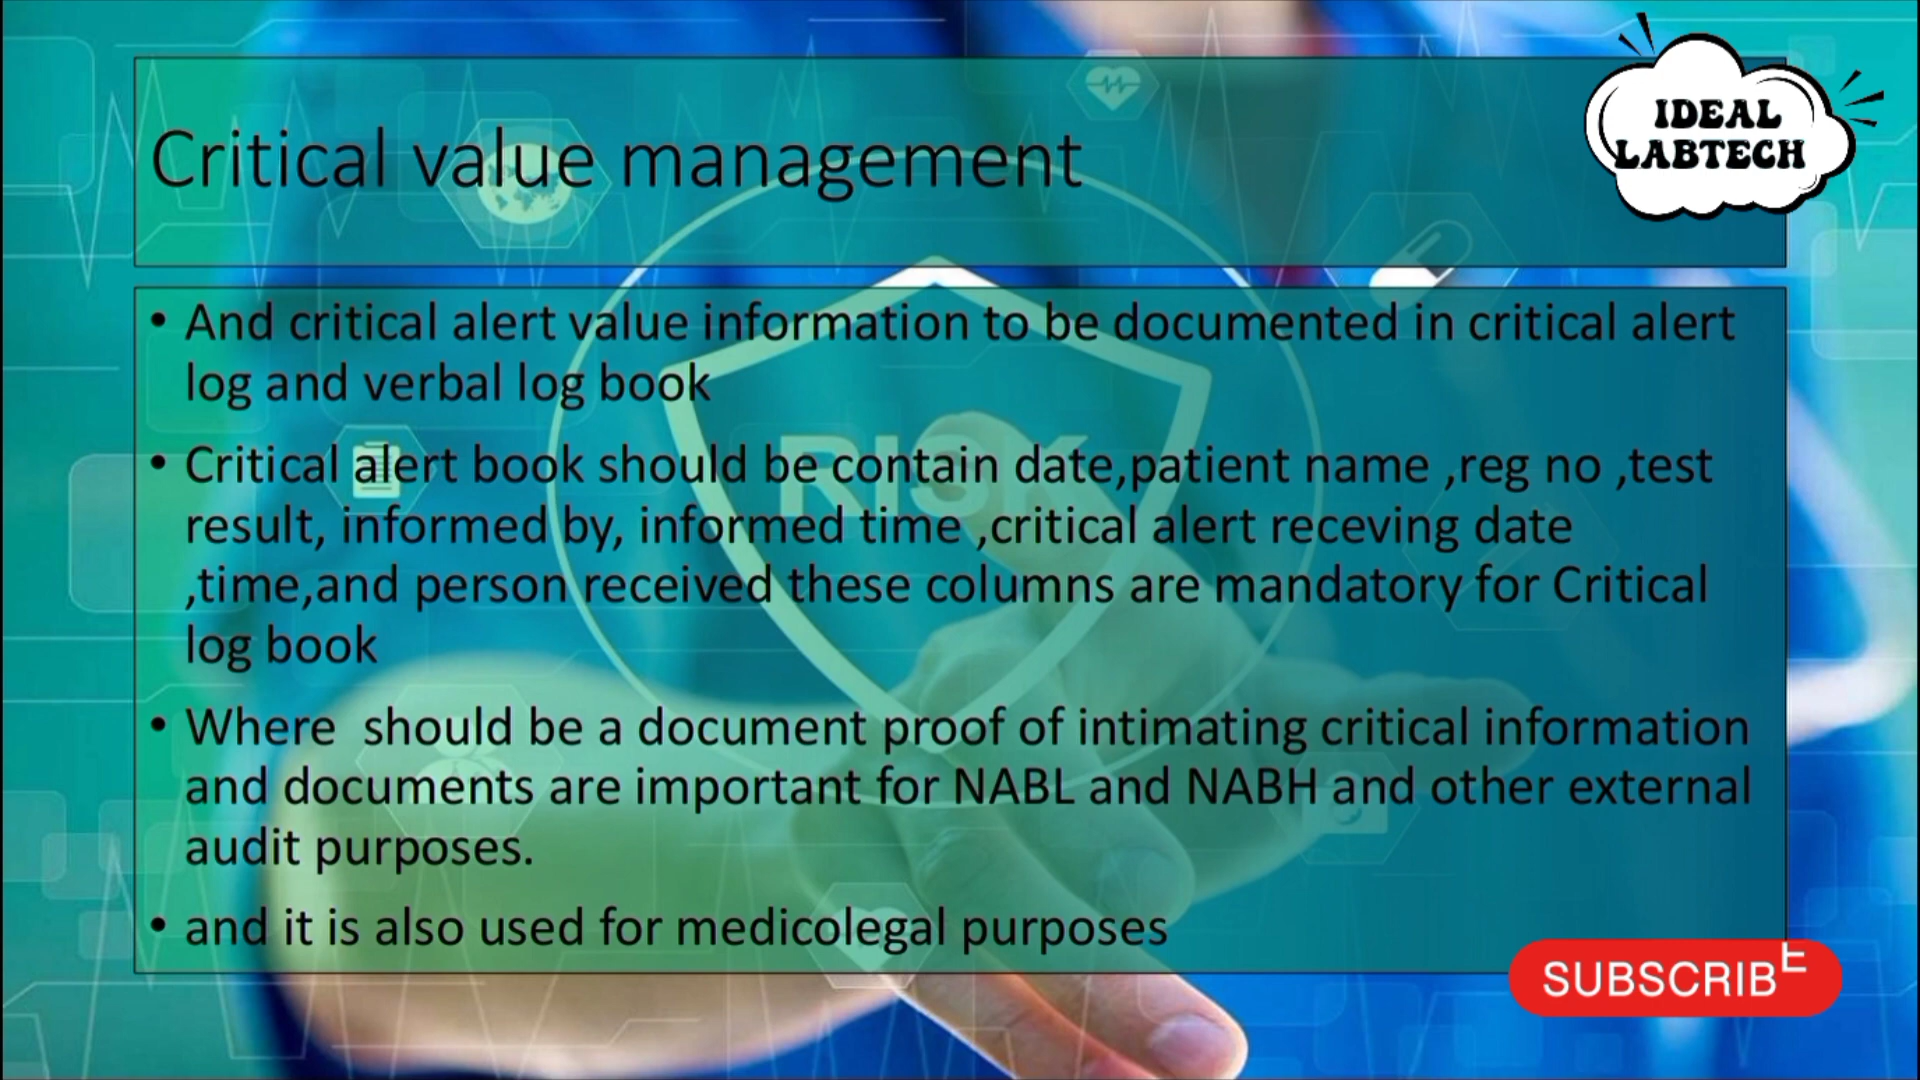 IDEAL
LABTECH
Critical value management
• And critical alert value information to be documented in critical alert
log and verbal log book
• Critical alert book should be contain date,patient name ,reg no ,test
result, informed by, informed time ,critical alert receving date
,time,and person received these columns are mandatory for Critical
log book
• Where  should be a document proof of intimating critical information
and documents are important for NABL and NABH and other external
audit purposes.
• and it is also used for medicolegal purposes
RISK
SUBSCRIBE